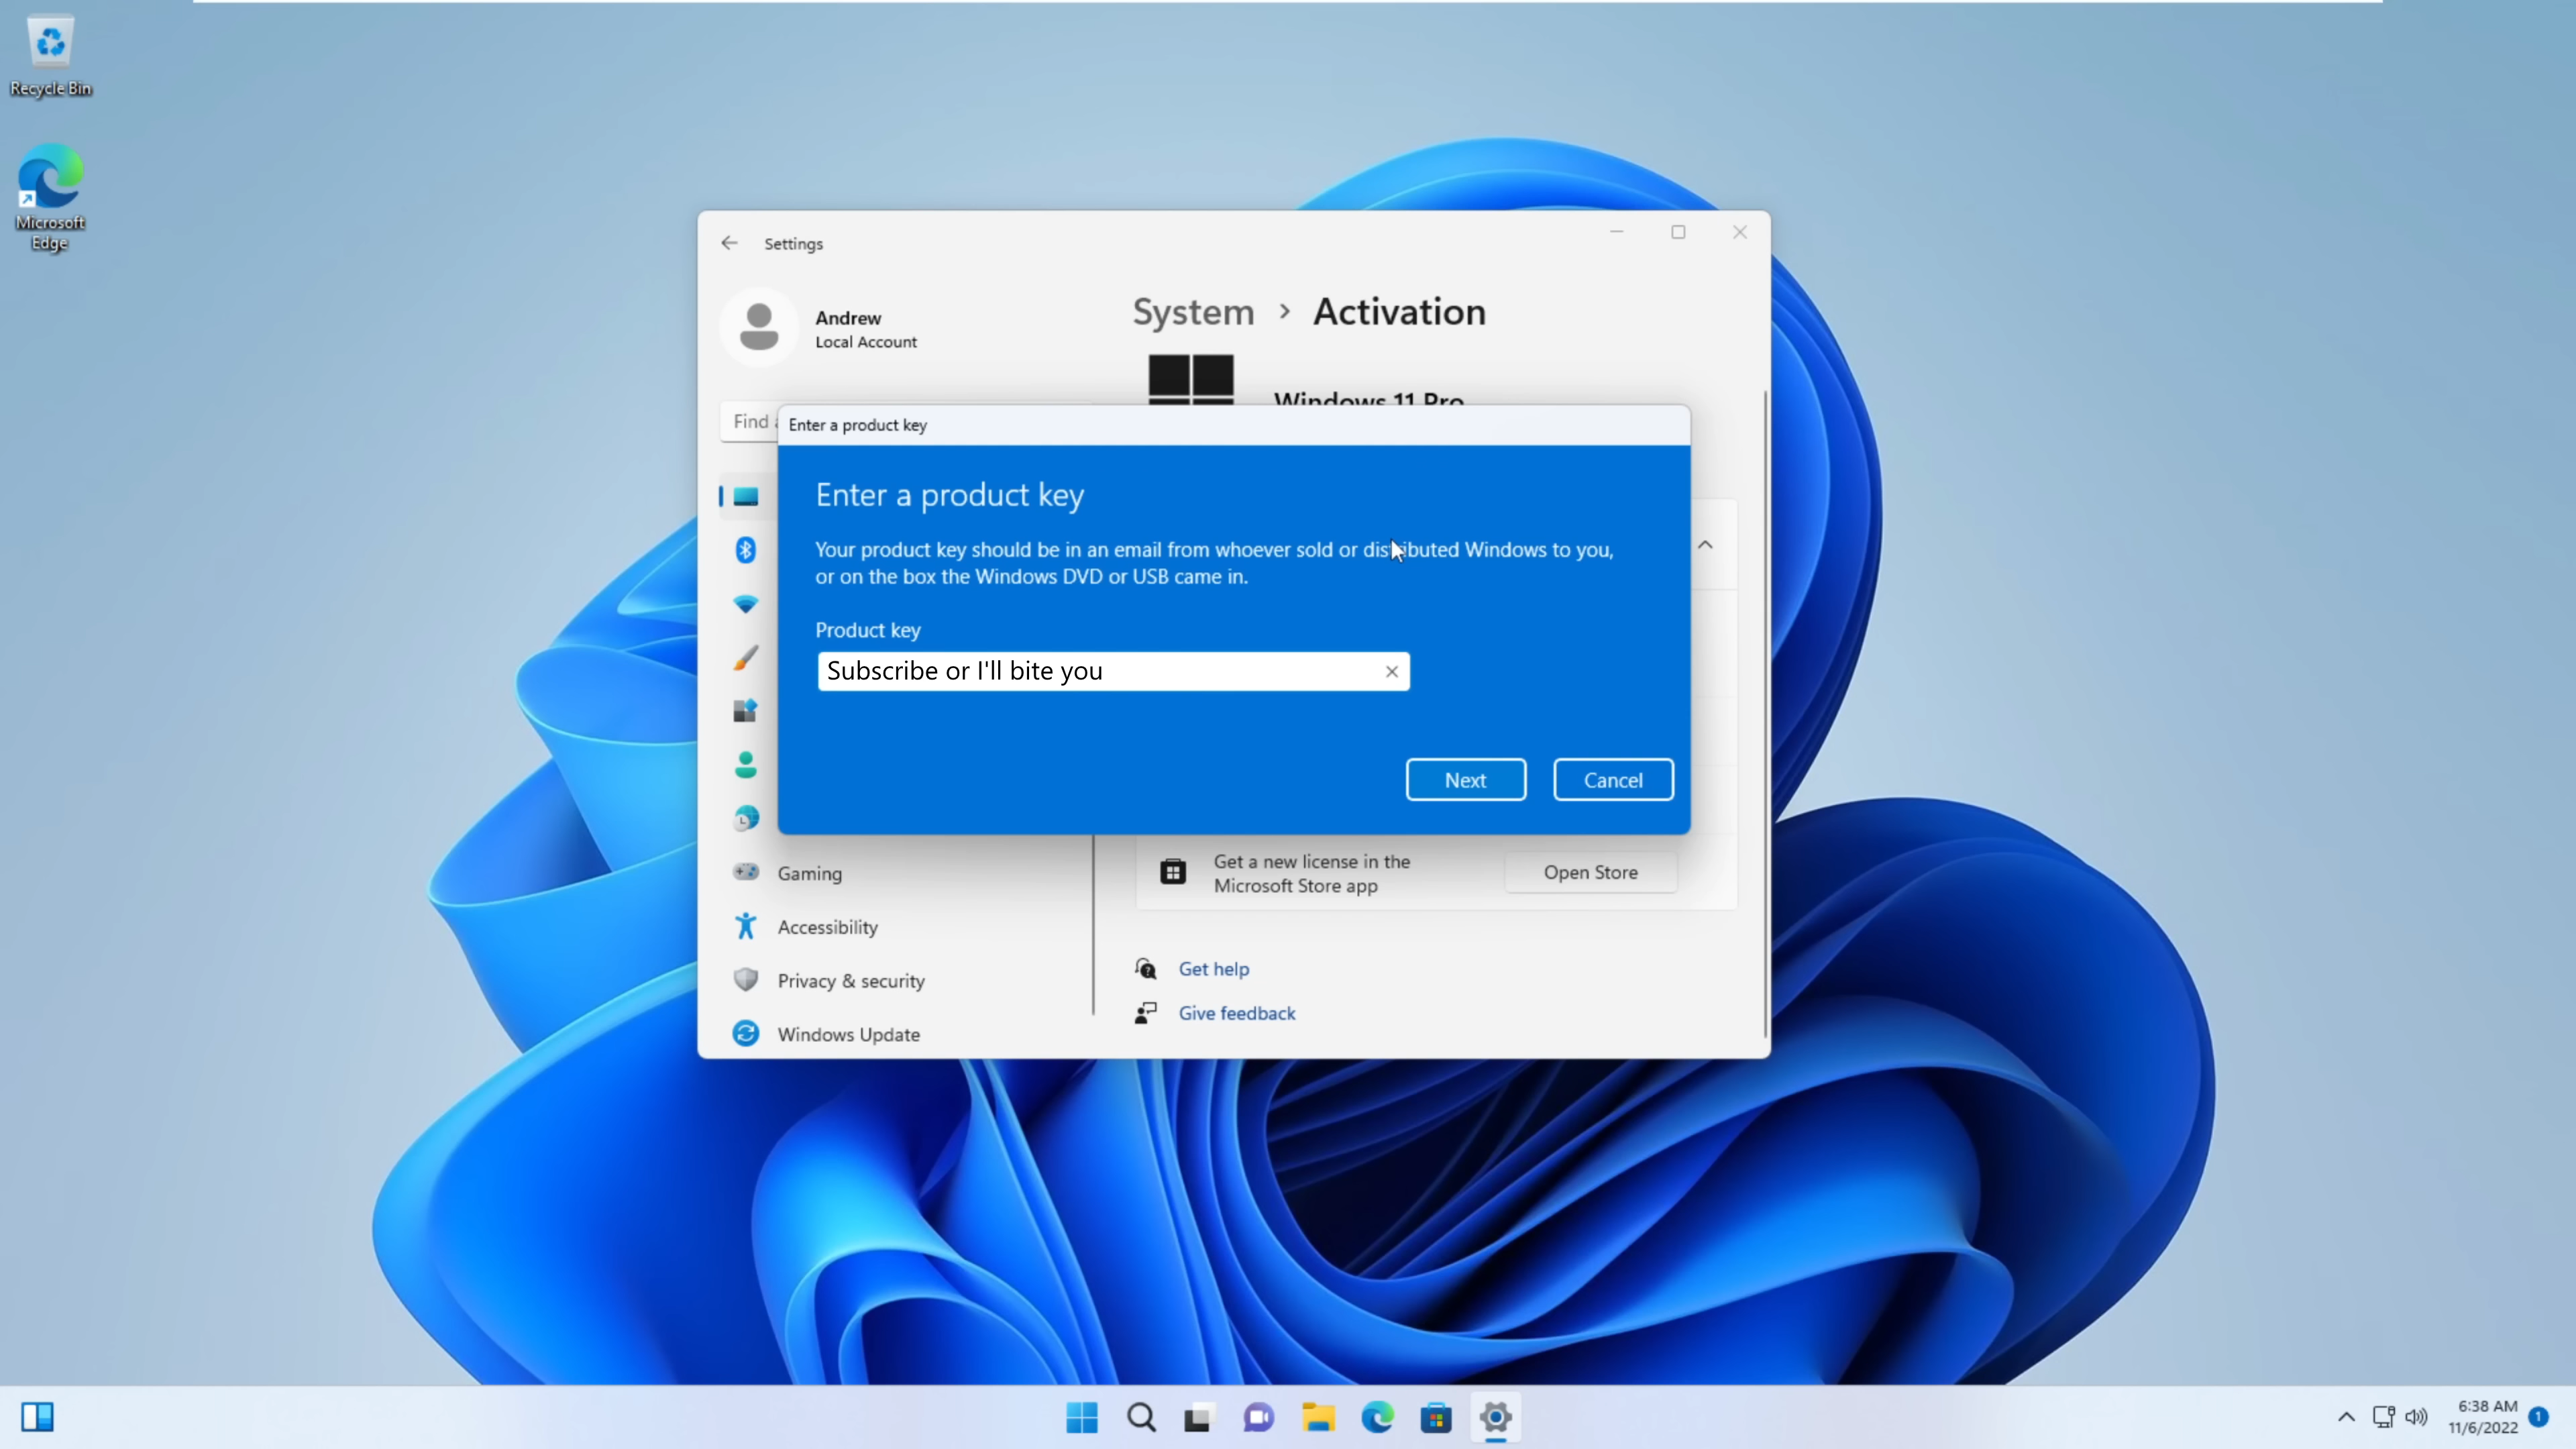 Recycle Bin
Microsoft
Edge
Settings
Andrew
Local Account
System > Activation
Windows 11 Pro
Find
Enter a product key
Enter a product key
Your product key should be in an email from whoever sold or distributed Windows to you,
or on the box the Windows DVD or USB came in.
Product key
Subscribe or I'll bite you
Next
Cancel
Gaming
Accessibility
Privacy & security
Windows Update
Get a new license in the
Microsoft Store app
Open Store
Get help
Give feedback
6:38 AM
11/6/2022
1